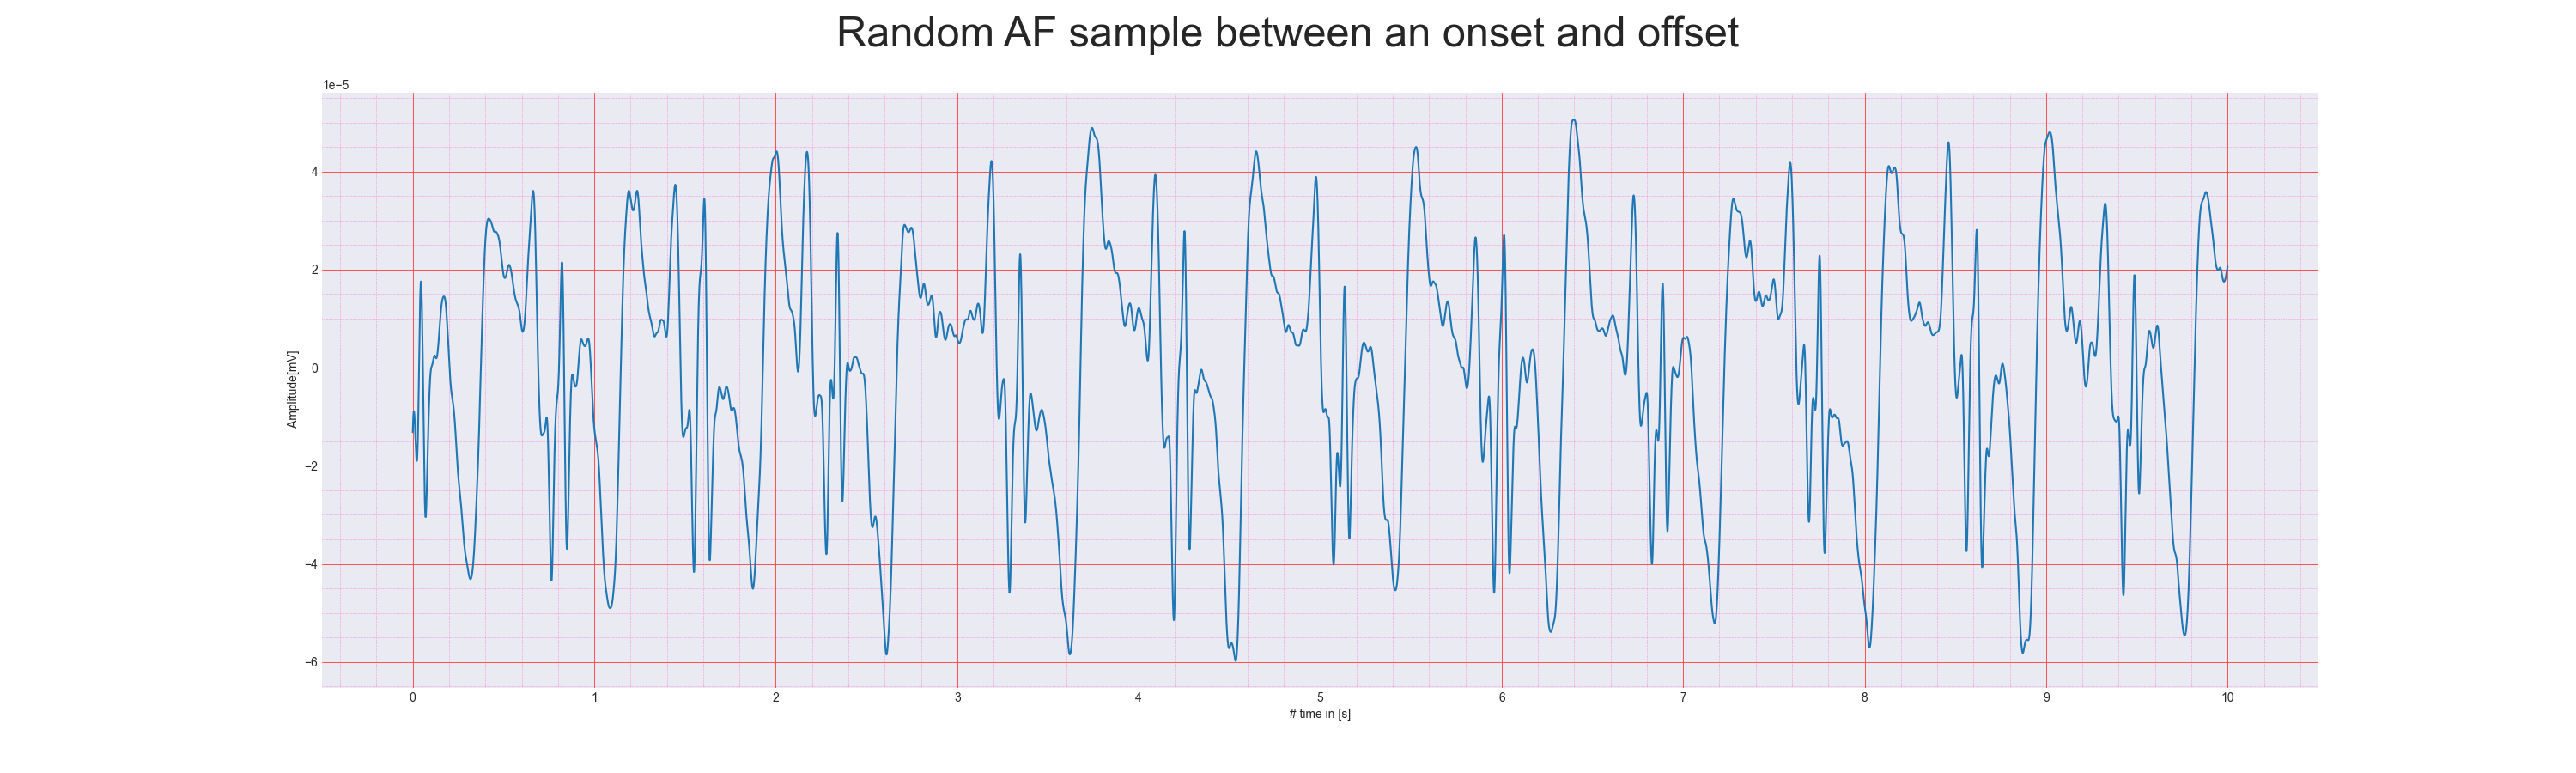 Random AF sample between an onset and offset
1e−5
4
2
0
−2
−4
−6
Amplitude[mV]
0 1 2 3 4 5 6 7 8 9 10
# time in [s]